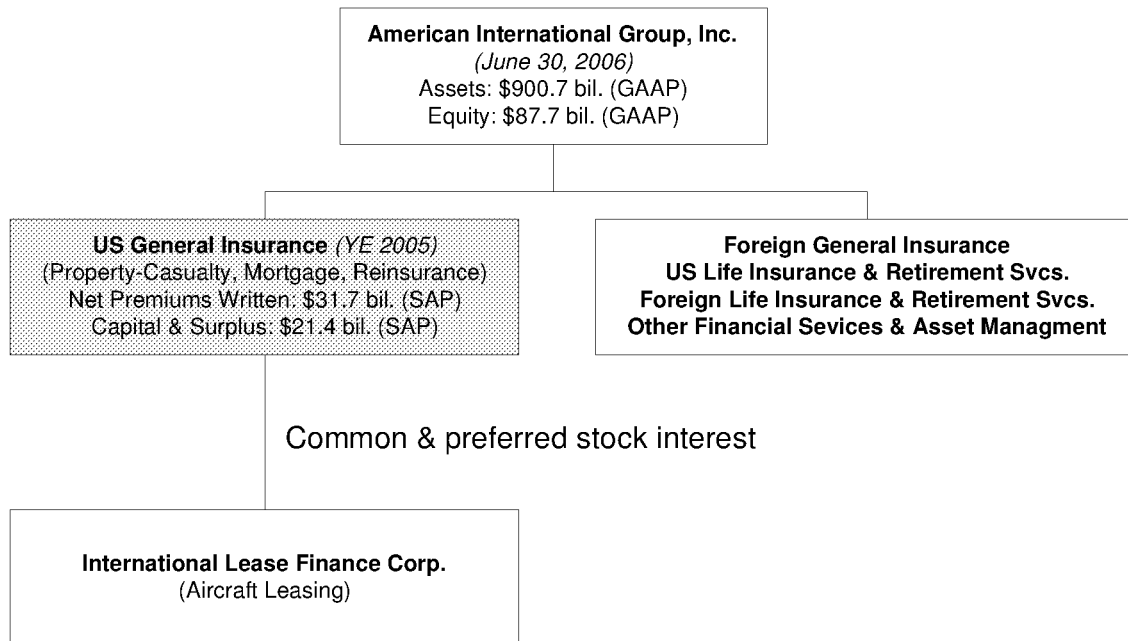 American International Group, Inc.
(June 30, 2006)
Assets: $900.7 bil. (GAAP)
Equity: $87.7 bil. (GAAP)
US General Insurance (YE 2005)
(Property-Casualty, Mortgage, Reinsurance)
Net Premiums Written: $31.7 bil. (SAP)
Capital & Surplus: $21.4 bil. (SAP)
Foreign General Insurance
US Life Insurance & Retirement Svcs.
Foreign Life Insurance & Retirement Svcs.
Other Financial Sevices & Asset Managment
Common & preferred stock interest
International Lease Finance Corp.
(Aircraft Leasing)